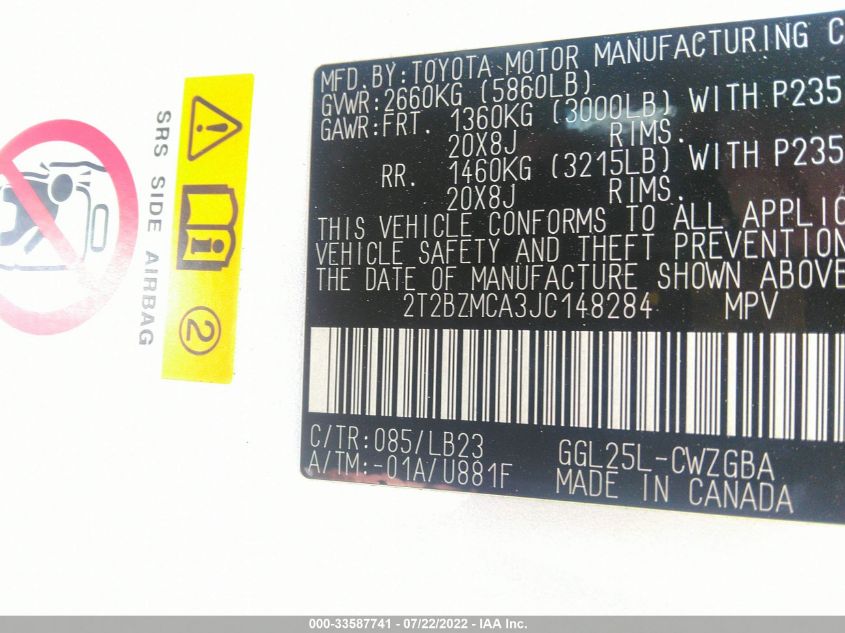 MFD. BY: TOYOTA MOTOR MANUFACTURING C
GVWR: 2660KG (5860LB)
GAWR: FRT. 1360KG (3000LB) WITH P235
20X8J RIMS.
RR. 1460KG (3215LB) WITH P235
20X8J RIMS.
THIS VEHICLE CONFORMS TO ALL APPLIC
VEHICLE SAFETY AND THEFT PREVENTION
THE DATE OF MANUFACTURE SHOWN ABOVE
2T2BZMCA3JC148284 MPV
C/TR: 085/LB23 GGL25L-CWZGBA
A/TM: -01A/U881F MADE IN CANADA
SRS SIDE AIRBAG
2
000-33587741 - 07/22/2022 - IAA Inc.